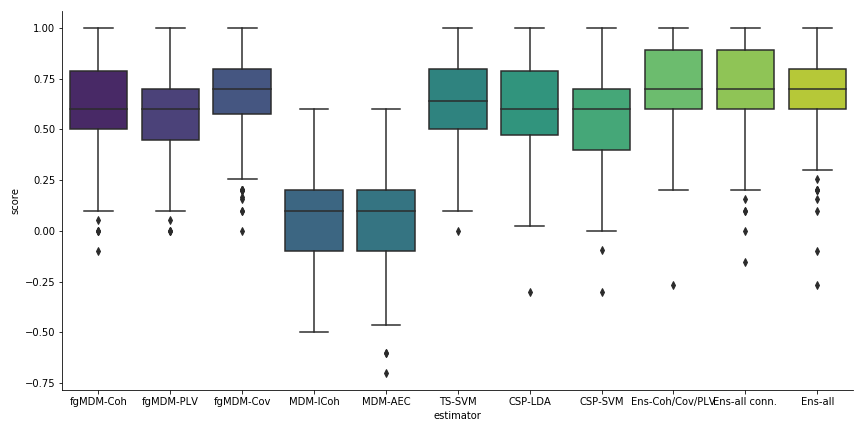 1.00
0.75
0.50
0.25
0.00
−0.25
−0.50
−0.75
score
fgMDM-Coh fgMDM-PLV fgMDM-Cov MDM-ICoh MDM-AEC TS-SVM CSP-LDA CSP-SVM Ens-Coh/Cov/PLV Ens-all conn. Ens-all
estimator